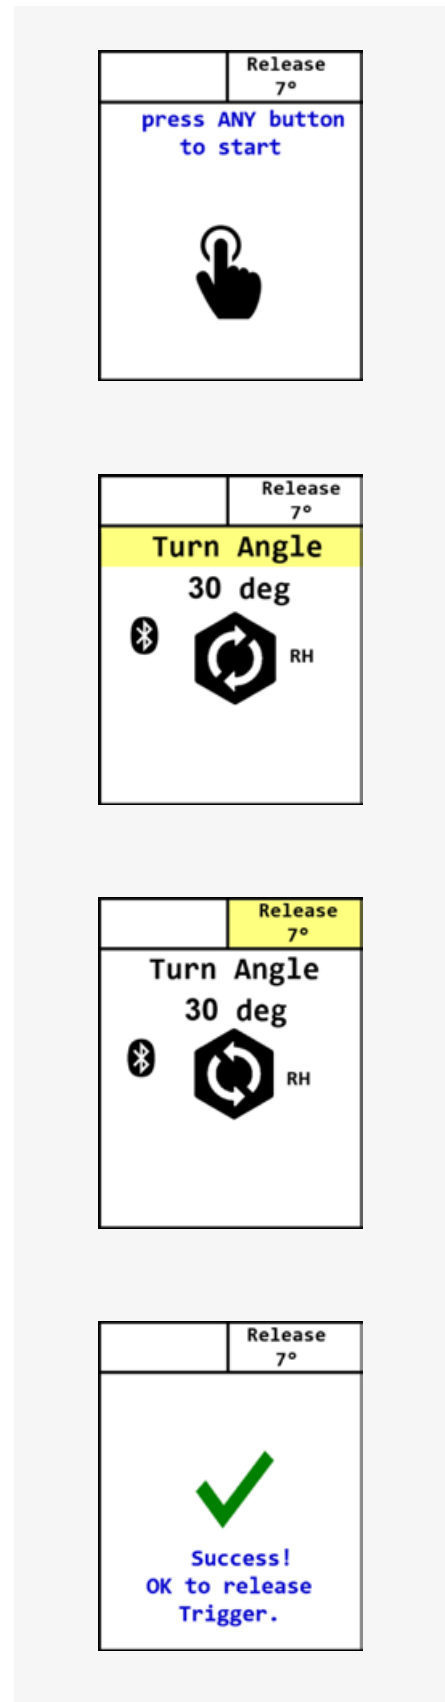 Release
7°
press ANY button
to start
Release
7°
Turn Angle
30 deg
RH
Release
7°
Turn Angle
30 deg
RH
Release
7°
Success!
OK to release
Trigger.